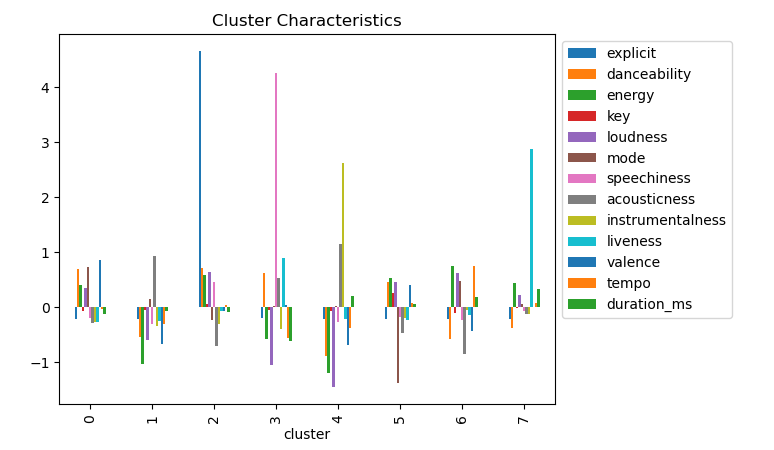 Cluster Characteristics
4
3
2
1
0
−1
0
1
2
3
4
5
6
7
cluster
explicit
danceability
energy
key
loudness
mode
speechiness
acousticness
instrumentalness
liveness
valence
tempo
duration_ms